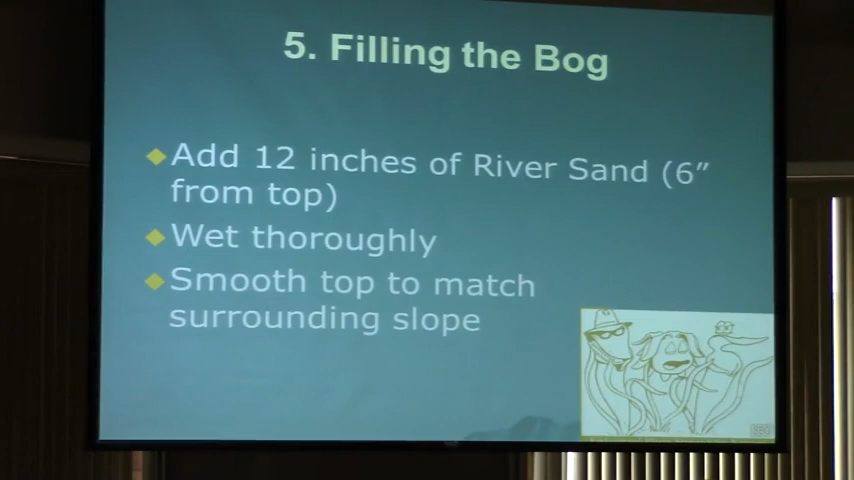 5. Filling the Bog
Add 12 inches of River Sand (6”
from top)
Wet thoroughly
Smooth top to match
surrounding slope